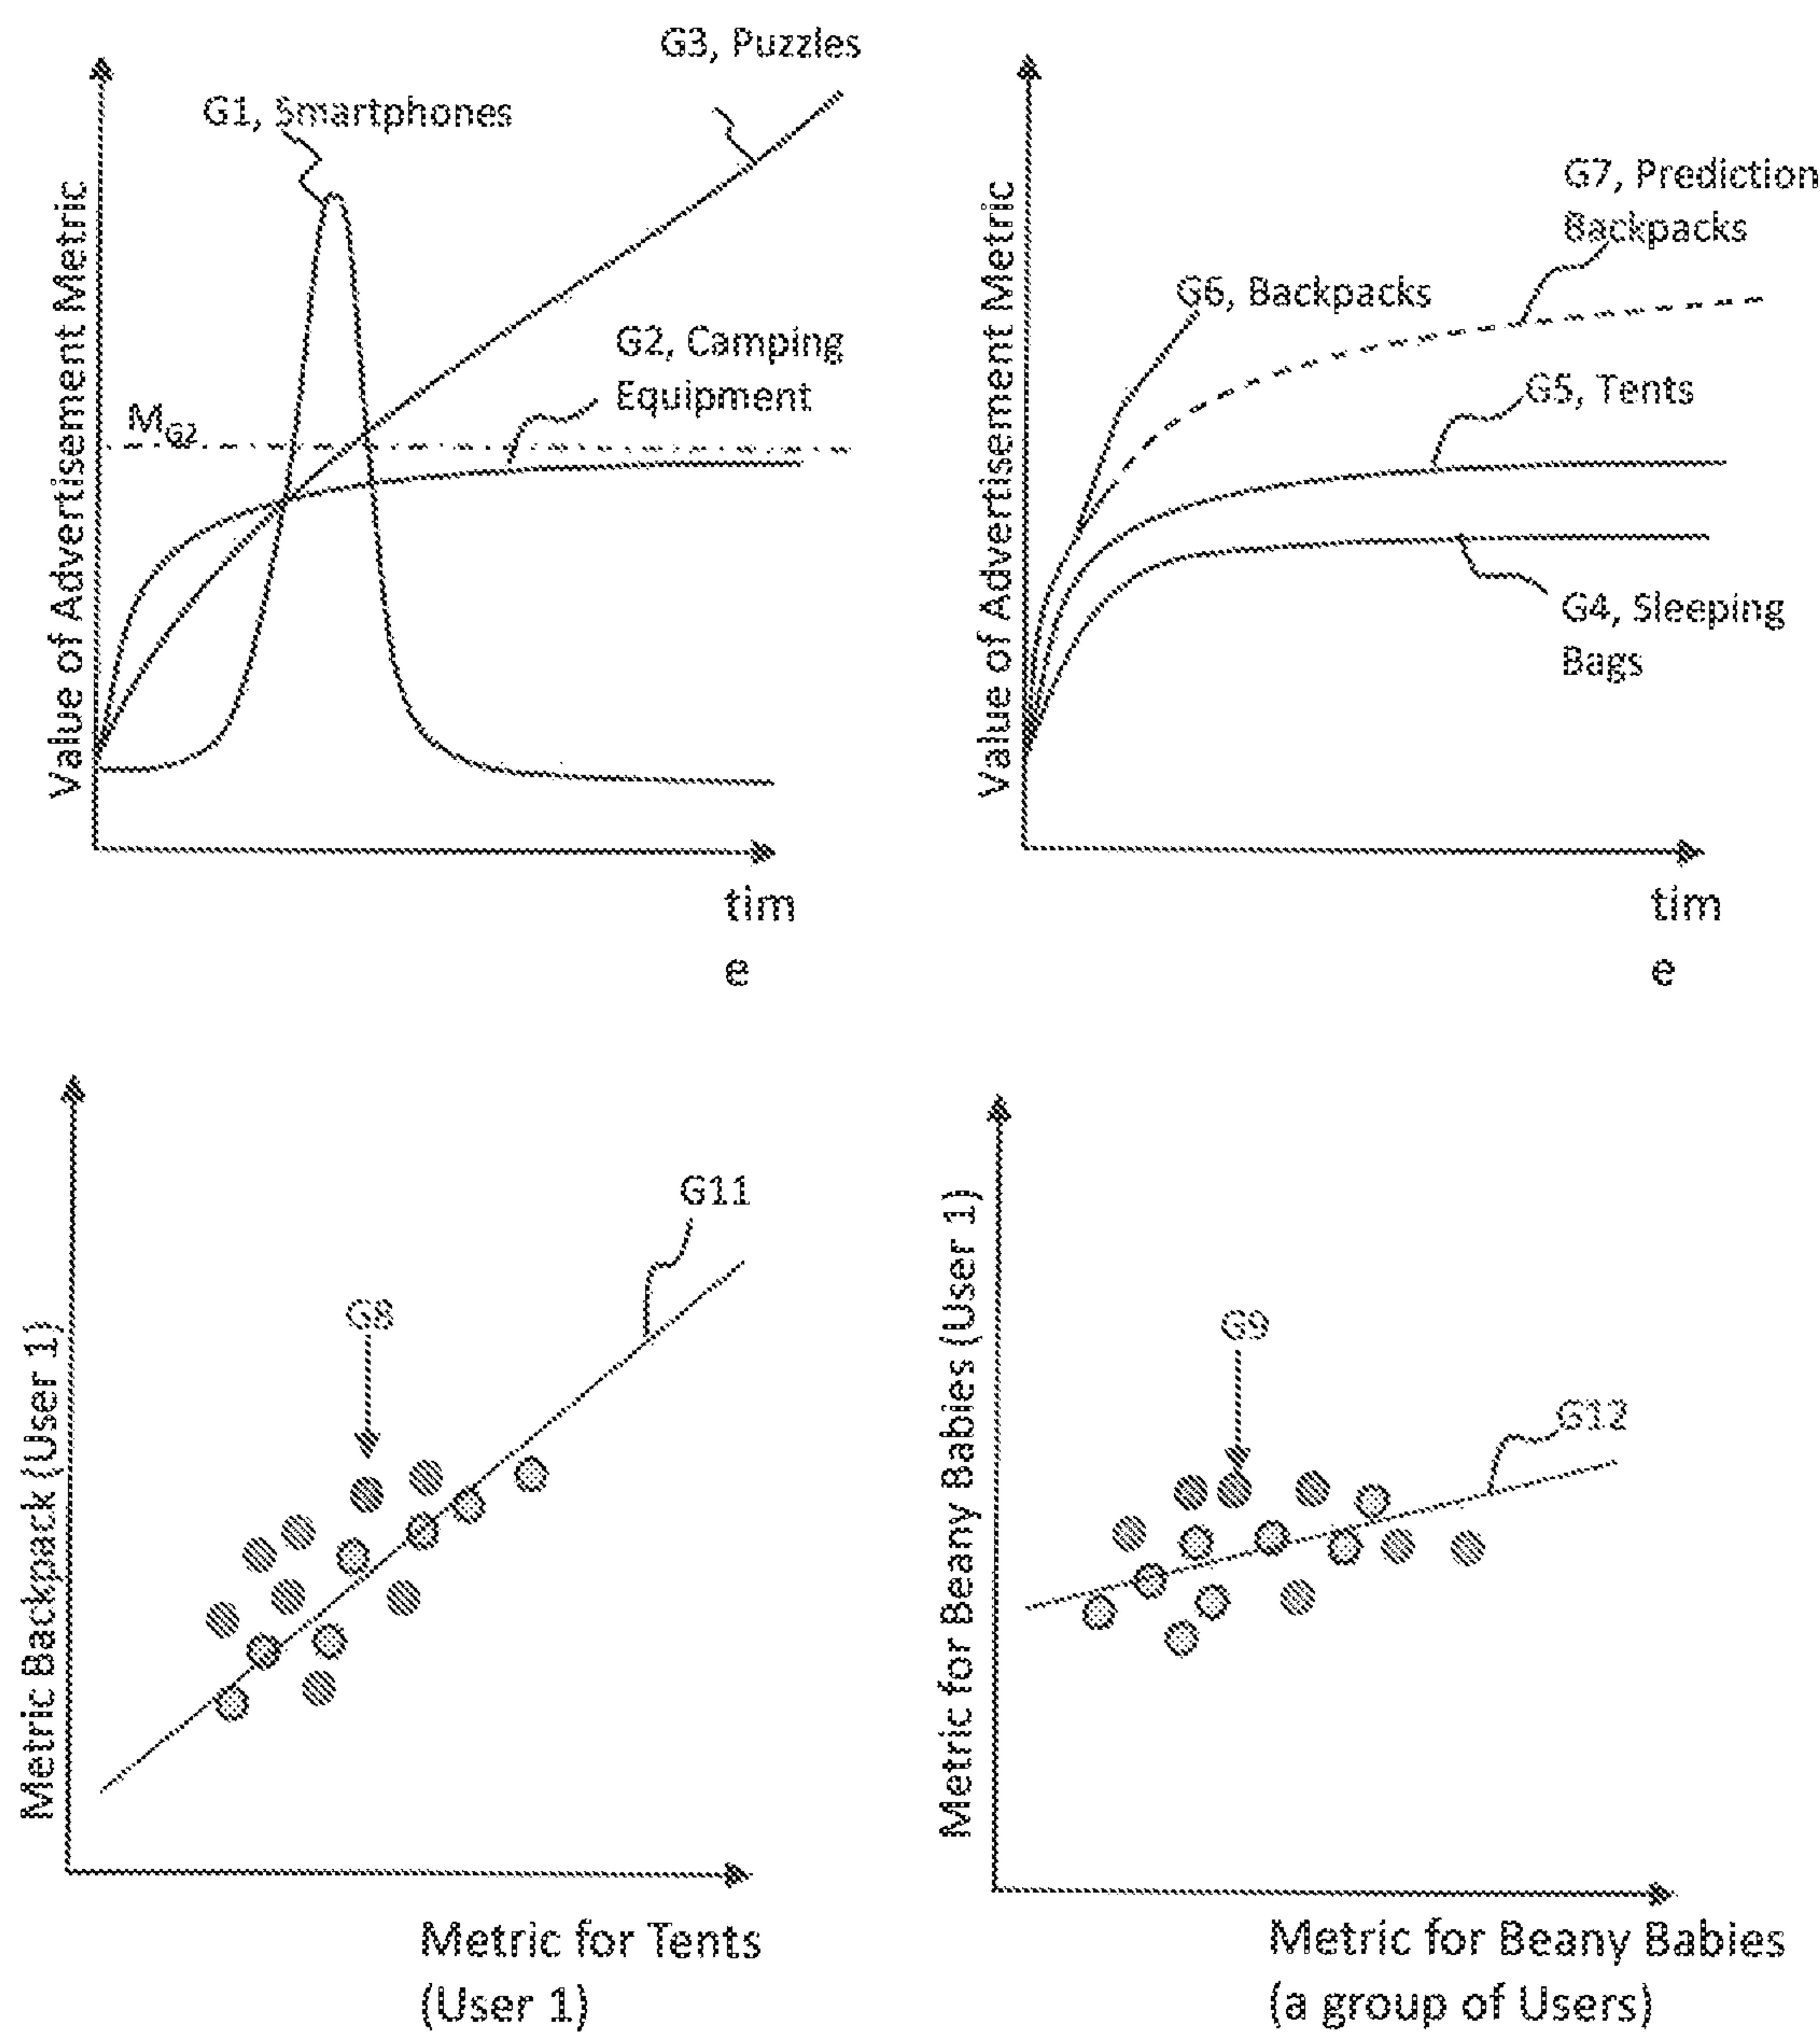 G3, Puzzles
G1, Smartphones
G2, Camping
Equipment
MG2
Value of Advertisement Metric
tim
e
G7, Prediction
Backpacks
G6, Backpacks
G5, Tents
G4, Sleeping
Bags
Value of Advertisement Metric
tim
e
G11
G8
Metric Backpack (User 1)
Metric for Tents
(User 1)
G9
G12
Metric for Beany Babies (User 1)
Metric for Beany Babies
(a group of Users)